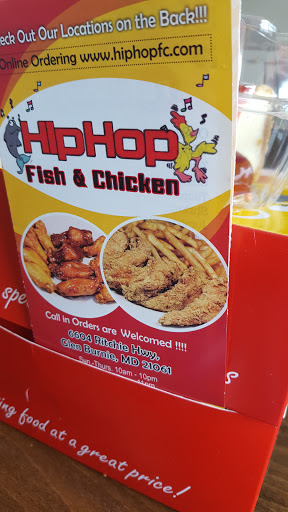 eck Out Our Locations on the Back!!!
Online Ordering www.hiphopfc.com
HipHop
Fish & Chicken
Call in Orders are Welcomed !!!!
6604 Ritchie Hwy,
Glen Burnie, MD 21061
Sun.-Thurs. 10am - 10pm
spe
ing food at a great price!